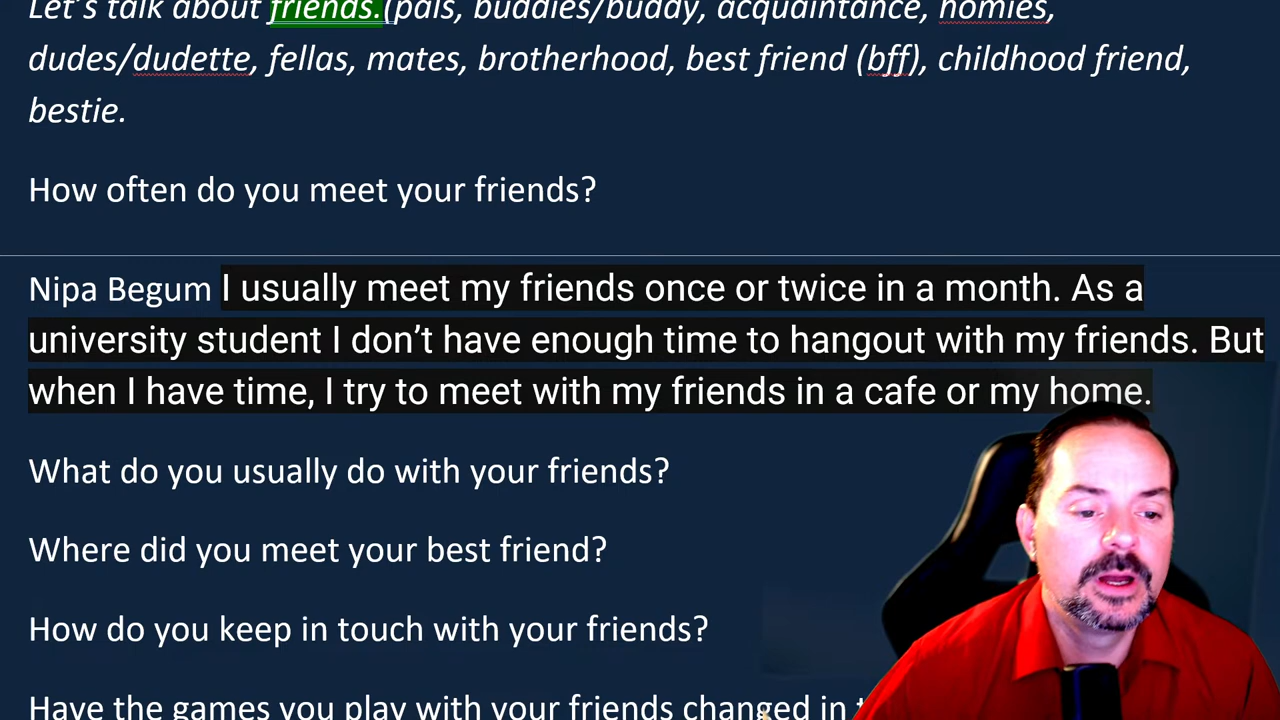 Let's talk about friends.(pals, buddies/buddy, acquaintance, homies,
dudes/dudette, fellas, mates, brotherhood, best friend (bff), childhood friend,
bestie.
How often do you meet your friends?
Nipa Begum I usually meet my friends once or twice in a month. As a
university student I don’t have enough time to hangout with my friends. But
when I have time, I try to meet with my friends in a cafe or my home.
What do you usually do with your friends?
Where did you meet your best friend?
How do you keep in touch with your friends?
Have the games you play with your friends changed in